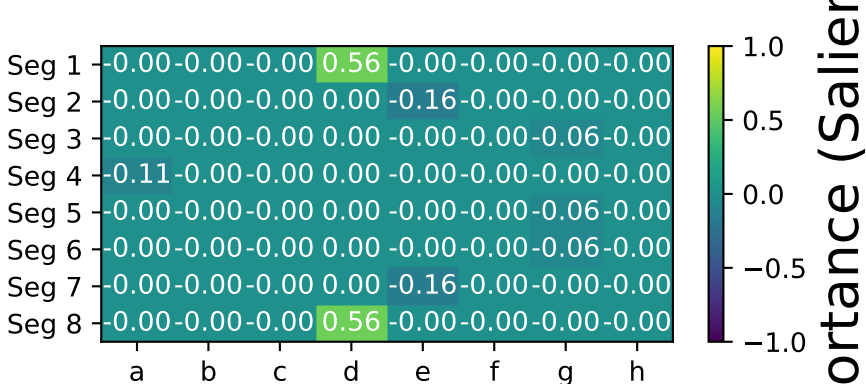 Seg 1 -0.00 -0.00 -0.00 0.56 -0.00 -0.00 -0.00 -0.00
Seg 2 -0.00 -0.00 -0.00 0.00 -0.16 -0.00 -0.00 -0.00
Seg 3 -0.00 -0.00 -0.00 0.00 -0.00 -0.00 -0.06 -0.00
Seg 4 -0.11 -0.00 -0.00 0.00 -0.00 -0.00 -0.00 -0.00
Seg 5 -0.00 -0.00 -0.00 0.00 -0.00 -0.00 -0.06 -0.00
Seg 6 -0.00 -0.00 -0.00 0.00 -0.00 -0.00 -0.06 -0.00
Seg 7 -0.00 -0.00 -0.00 0.00 -0.16 -0.00 -0.00 -0.00
Seg 8 -0.00 -0.00 -0.00 0.56 -0.00 -0.00 -0.00 -0.00
a b c d e f g h
1.0
0.5
0.0
−0.5
−1.0
ortance (Salien